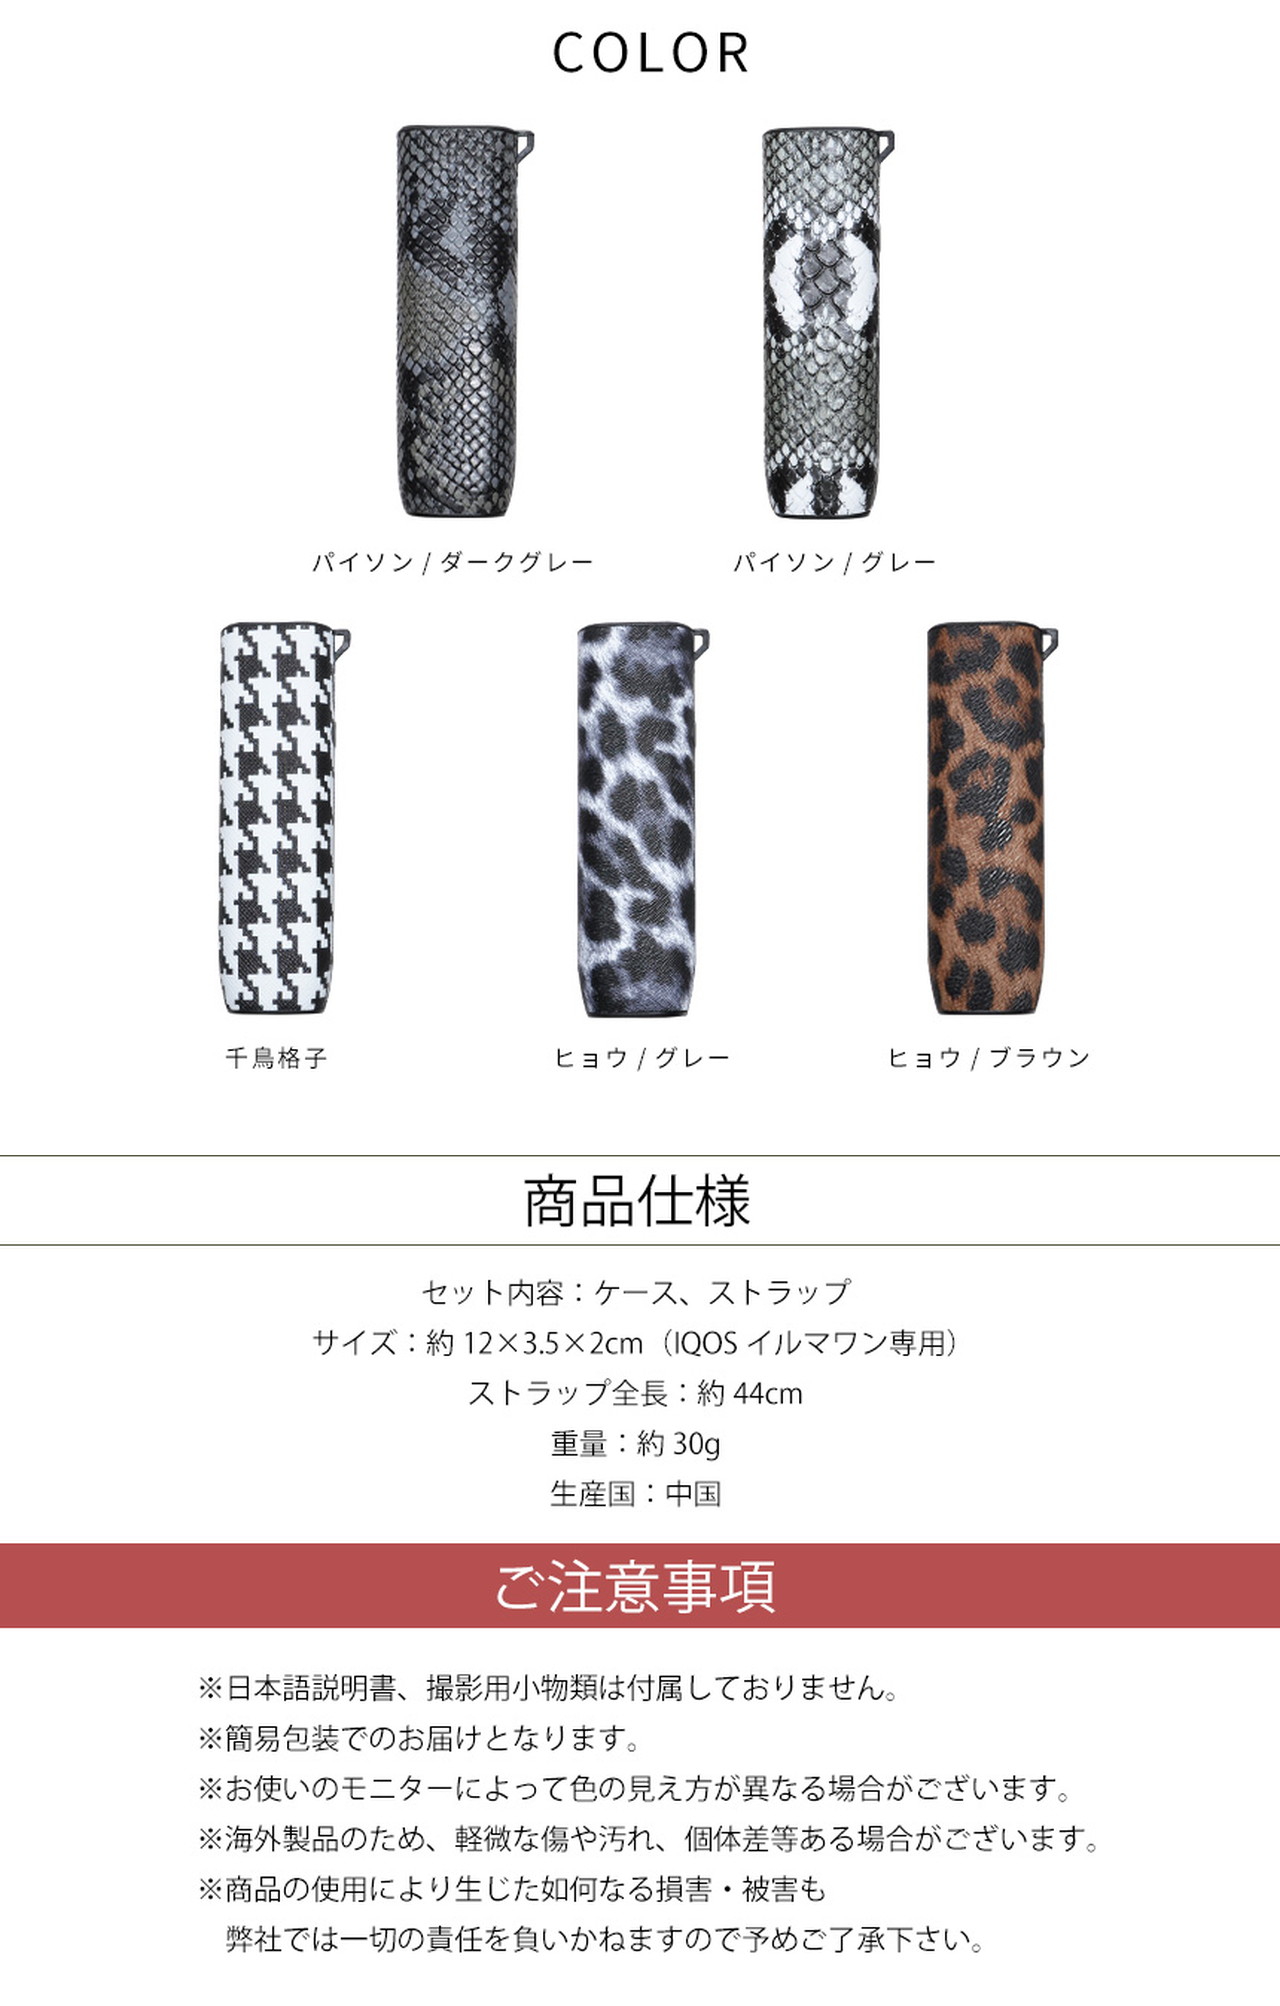 COLOR
パイソン / ダークグレー
パイソン / グレー
千鳥格子
ヒョウ / グレー
ヒョウ / ブラウン
商品仕様
セット内容：ケース、ストラップ
サイズ：約 12×3.5×2cm（IQOS イルマワン専用）
ストラップ全長：約 44cm
重量：約 30g
生産国：中国
ご注意事項
※日本語説明書、撮影用小物類は付属しておりません。
※簡易包装でのお届けとなります。
※お使いのモニターによって色の見え方が異なる場合がございます。
※海外製品のため、軽微な傷や汚れ、個体差等ある場合がございます。
※商品の使用により生じた如何なる損害・被害も
弊社では一切の責任を負いかねますので予めご了承下さい。